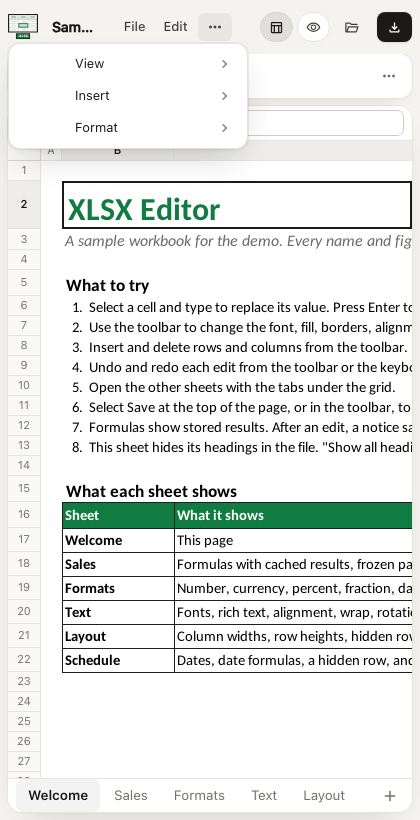 Sam... File Edit
View
Insert
Format
A B
1
2 XLSX Editor
3 A sample workbook for the demo. Every name and fig
4
5 What to try
6 1. Select a cell and type to replace its value. Press Enter to
7 2. Use the toolbar to change the font, fill, borders, alignm
8 3. Insert and delete rows and columns from the toolbar.
9 4. Undo and redo each edit from the toolbar or the keybo
10 5. Open the other sheets with the tabs under the grid.
11 6. Select Save at the top of the page, or in the toolbar, to
12 7. Formulas show stored results. After an edit, a notice sa
13 8. This sheet hides its headings in the file. "Show all headi
14
15 What each sheet shows
16 Sheet What it shows
17 Welcome This page
18 Sales Formulas with cached results, frozen pa
19 Formats Number, currency, percent, fraction, da
20 Text Fonts, rich text, alignment, wrap, rotati
21 Layout Column widths, row heights, hidden rov
22 Schedule Dates, date formulas, a hidden row, and
23
24
25
26
27
Welcome Sales Formats Text Layout